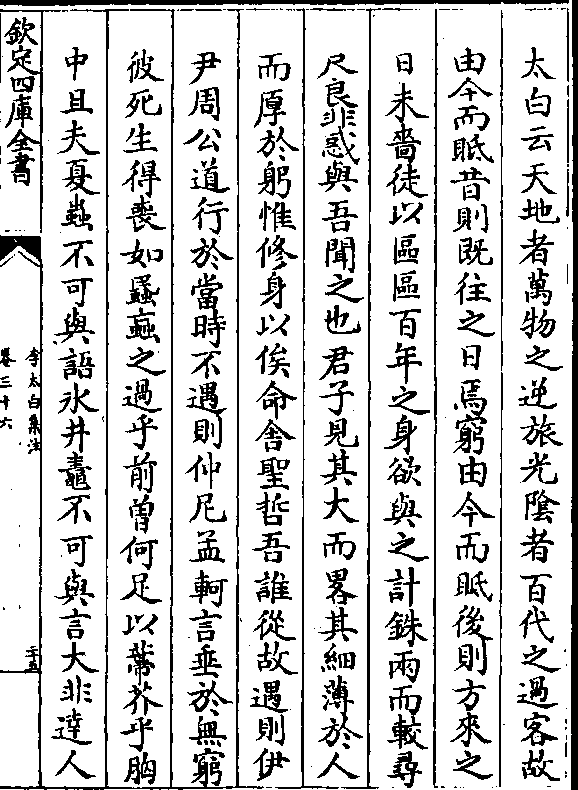 太白云天地者萬物之逆旅光隂者百代之過客故
由今而眂昔則既往之日焉窮由今而眂後則方來之
日未嗇徒以區區百年之身欲與之計銖兩而較尋
尺良非惑與吾聞之也君子見其大而畧其細薄於人
而厚於躬惟修身以俟命舍聖哲吾誰從故遇則伊
尹周公道行於當時不遇則仲尼孟軻言垂於無窮
彼死生得喪如蟁蝱之過乎前曽何足以蔕芥乎胸
中且夫夏蟲不可與語冰井鼃不可與言大非達人
欽定四庫全書
李太白集注
卷三十六
二十五